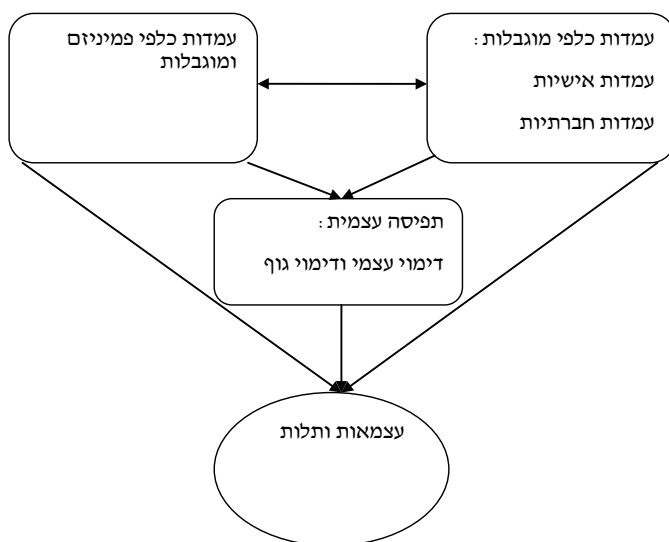 עמדות כלפי מוגבלות :
עמדות אישיות
עמדות חברתיות
עמדות כלפי פמיניזם
ומוגבלות
תפיסה עצמית :
דימוי עצמי ודימוי גוף
עצמאות ותלות